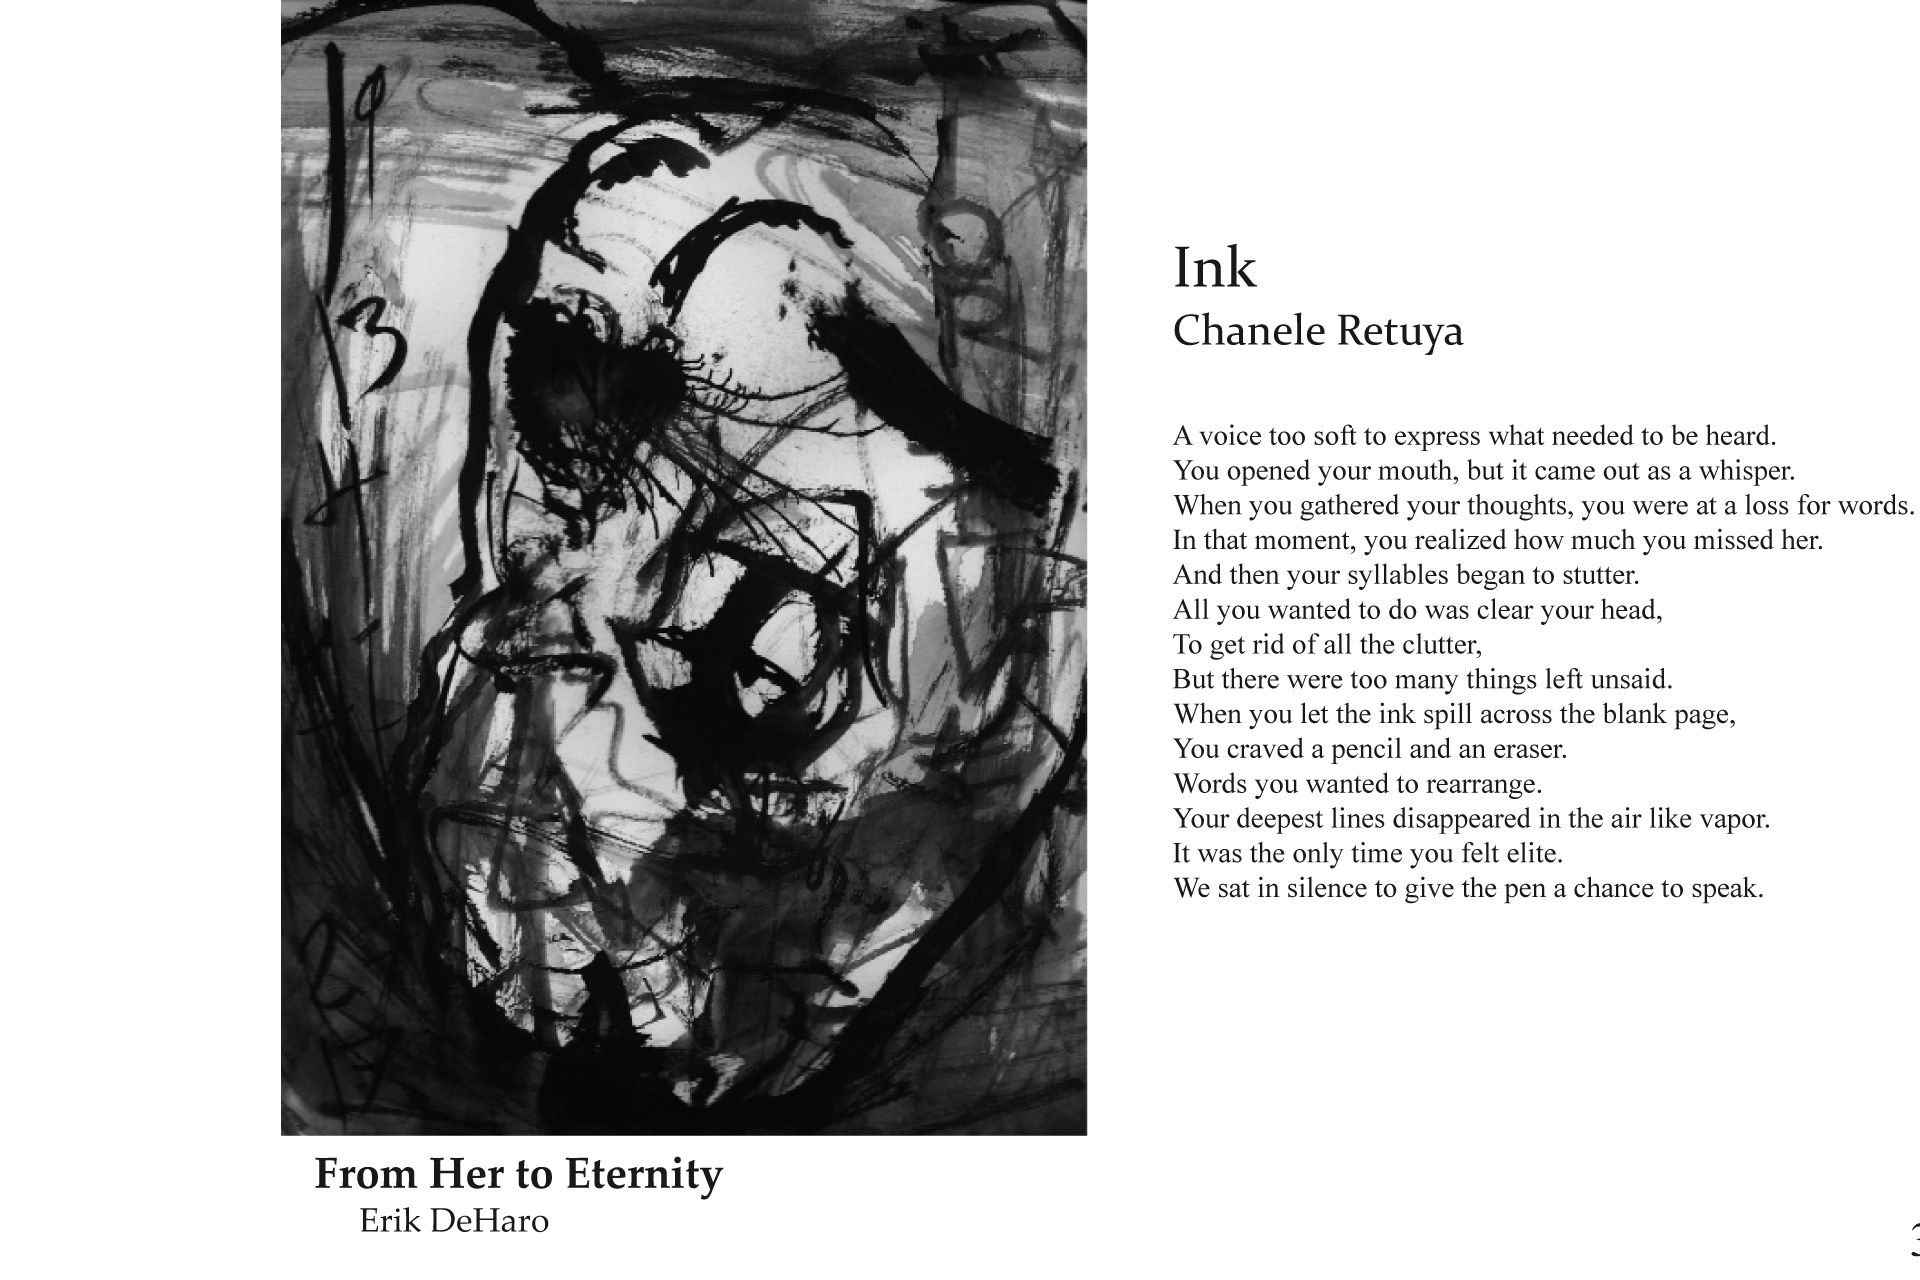 19
13
From Her to Eternity
Erik DeHaro
Ink
Chanele Retuya
A voice too soft to express what needed to be heard.
You opened your mouth, but it came out as a whisper.
When you gathered your thoughts, you were at a loss for words.
In that moment, you realized how much you missed her.
And then your syllables began to stutter.
All you wanted to do was clear your head,
To get rid of all the clutter,
But there were too many things left unsaid.
When you let the ink spill across the blank page,
You craved a pencil and an eraser.
Words you wanted to rearrange.
Your deepest lines disappeared in the air like vapor.
It was the only time you felt elite.
We sat in silence to give the pen a chance to speak.